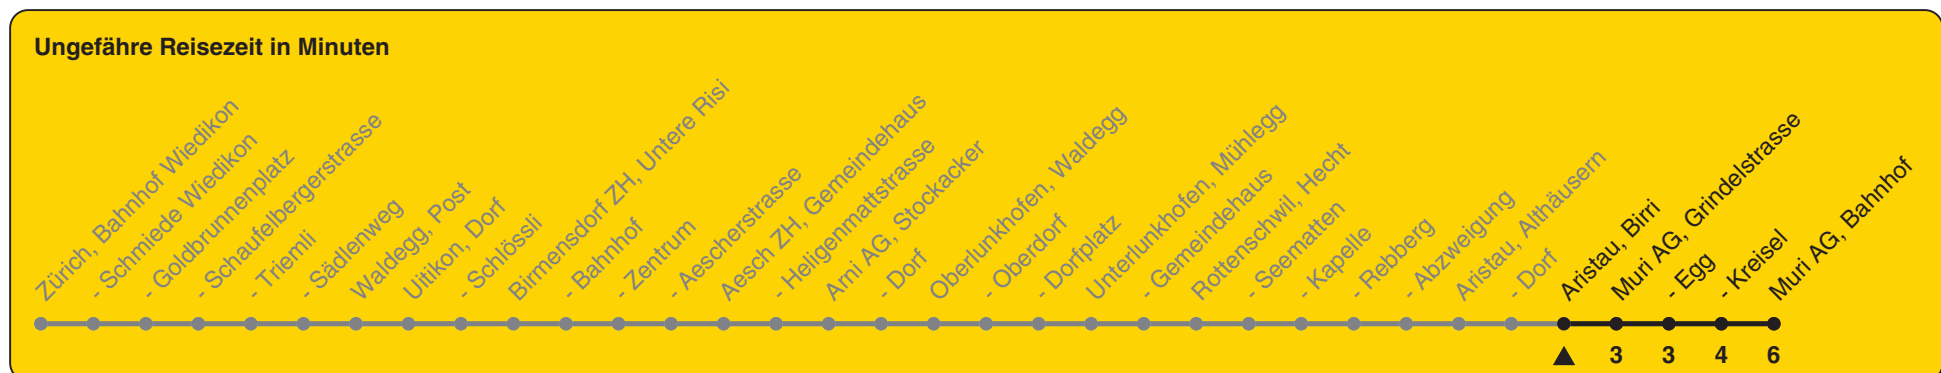 Ungefähre Reisezeit in Minuten
Zürich, Bahnhof Wiedikon
- Schmiede Wiedikon
- Goldbrunnenplatz
- Schaufelbergerstrasse
- Triemli
- Sädlenweg
Waldegg, Post
Uitikon, Dorf
- Schlössli
Birmensdorf ZH, Untere Risi
- Bahnhof
- Zentrum
- Aescherstrasse
Aesch ZH, Gemeindehaus
- Heligenmattstrasse
Arni AG, Stockacker
- Dorf
Oberlunkhofen, Waldegg
- Oberdorf
- Dorfplatz
Unterlunkhofen, Mühlegg
- Gemeindehaus
Rottenschwil, Hecht
- Seematten
- Kapelle
- Rebberg
- Abzweigung
Aristau, Althäusern
- Dorf
Aristau, Birri
Muri AG, Grindelstrasse
- Egg
- Kreisel
Muri AG, Bahnhof
3 3 4 6